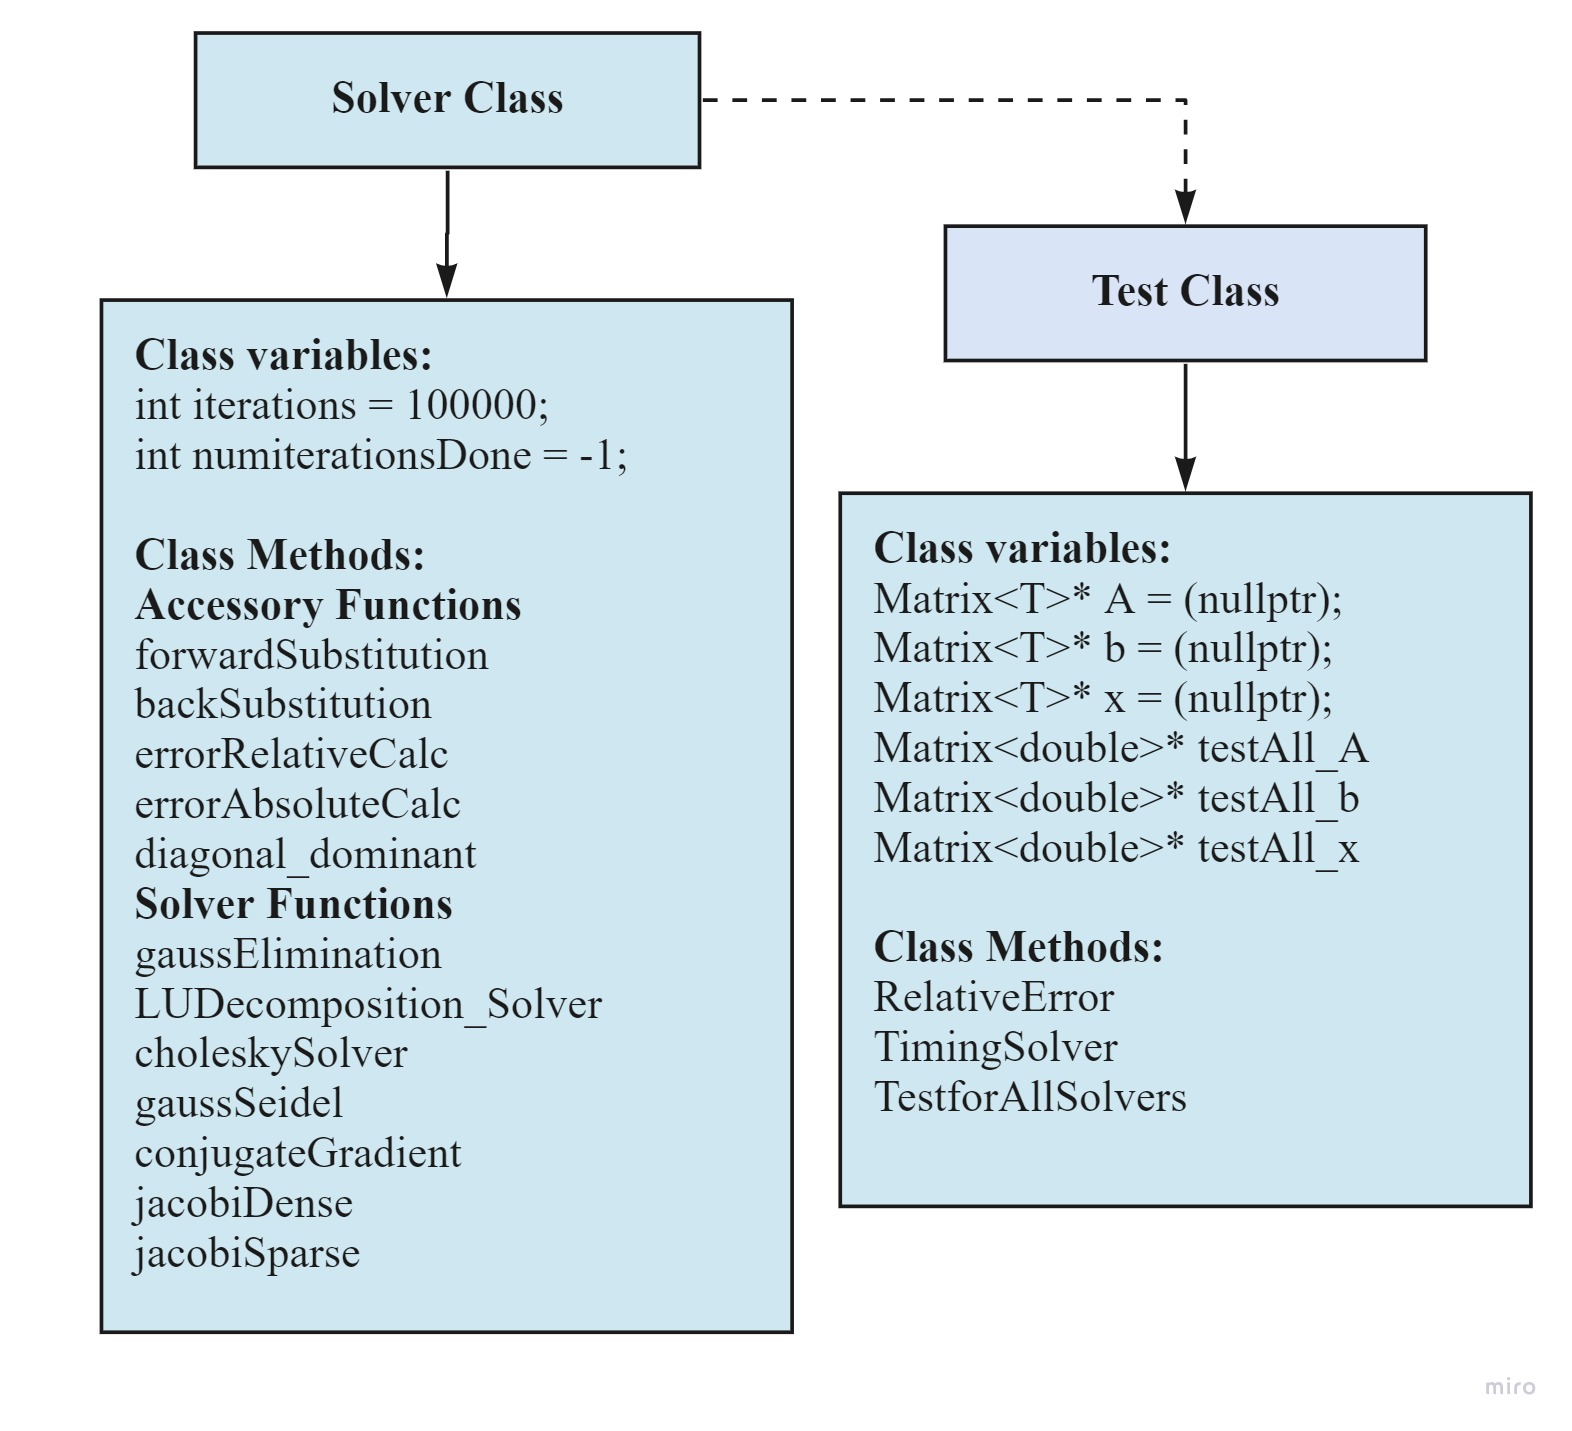 Solver Class
Test Class
Class variables:
int iterations = 100000;
int numiterationsDone = -1;
Class Methods:
Accessory Functions
forwardSubstitution
backSubstitution
errorRelativeCalc
errorAbsoluteCalc
diagonal_dominant
Solver Functions
gaussElimination
LUDecomposition_Solver
choleskySolver
gaussSeidel
conjugateGradient
jacobiDense
jacobiSparse
Class variables:
Matrix<T>* A = (nullptr);
Matrix<T>* b = (nullptr);
Matrix<T>* x = (nullptr);
Matrix<double>* testAll_A
Matrix<double>* testAll_b
Matrix<double>* testAll_x
Class Methods:
RelativeError
TimingSolver
TestforAllSolvers
miro